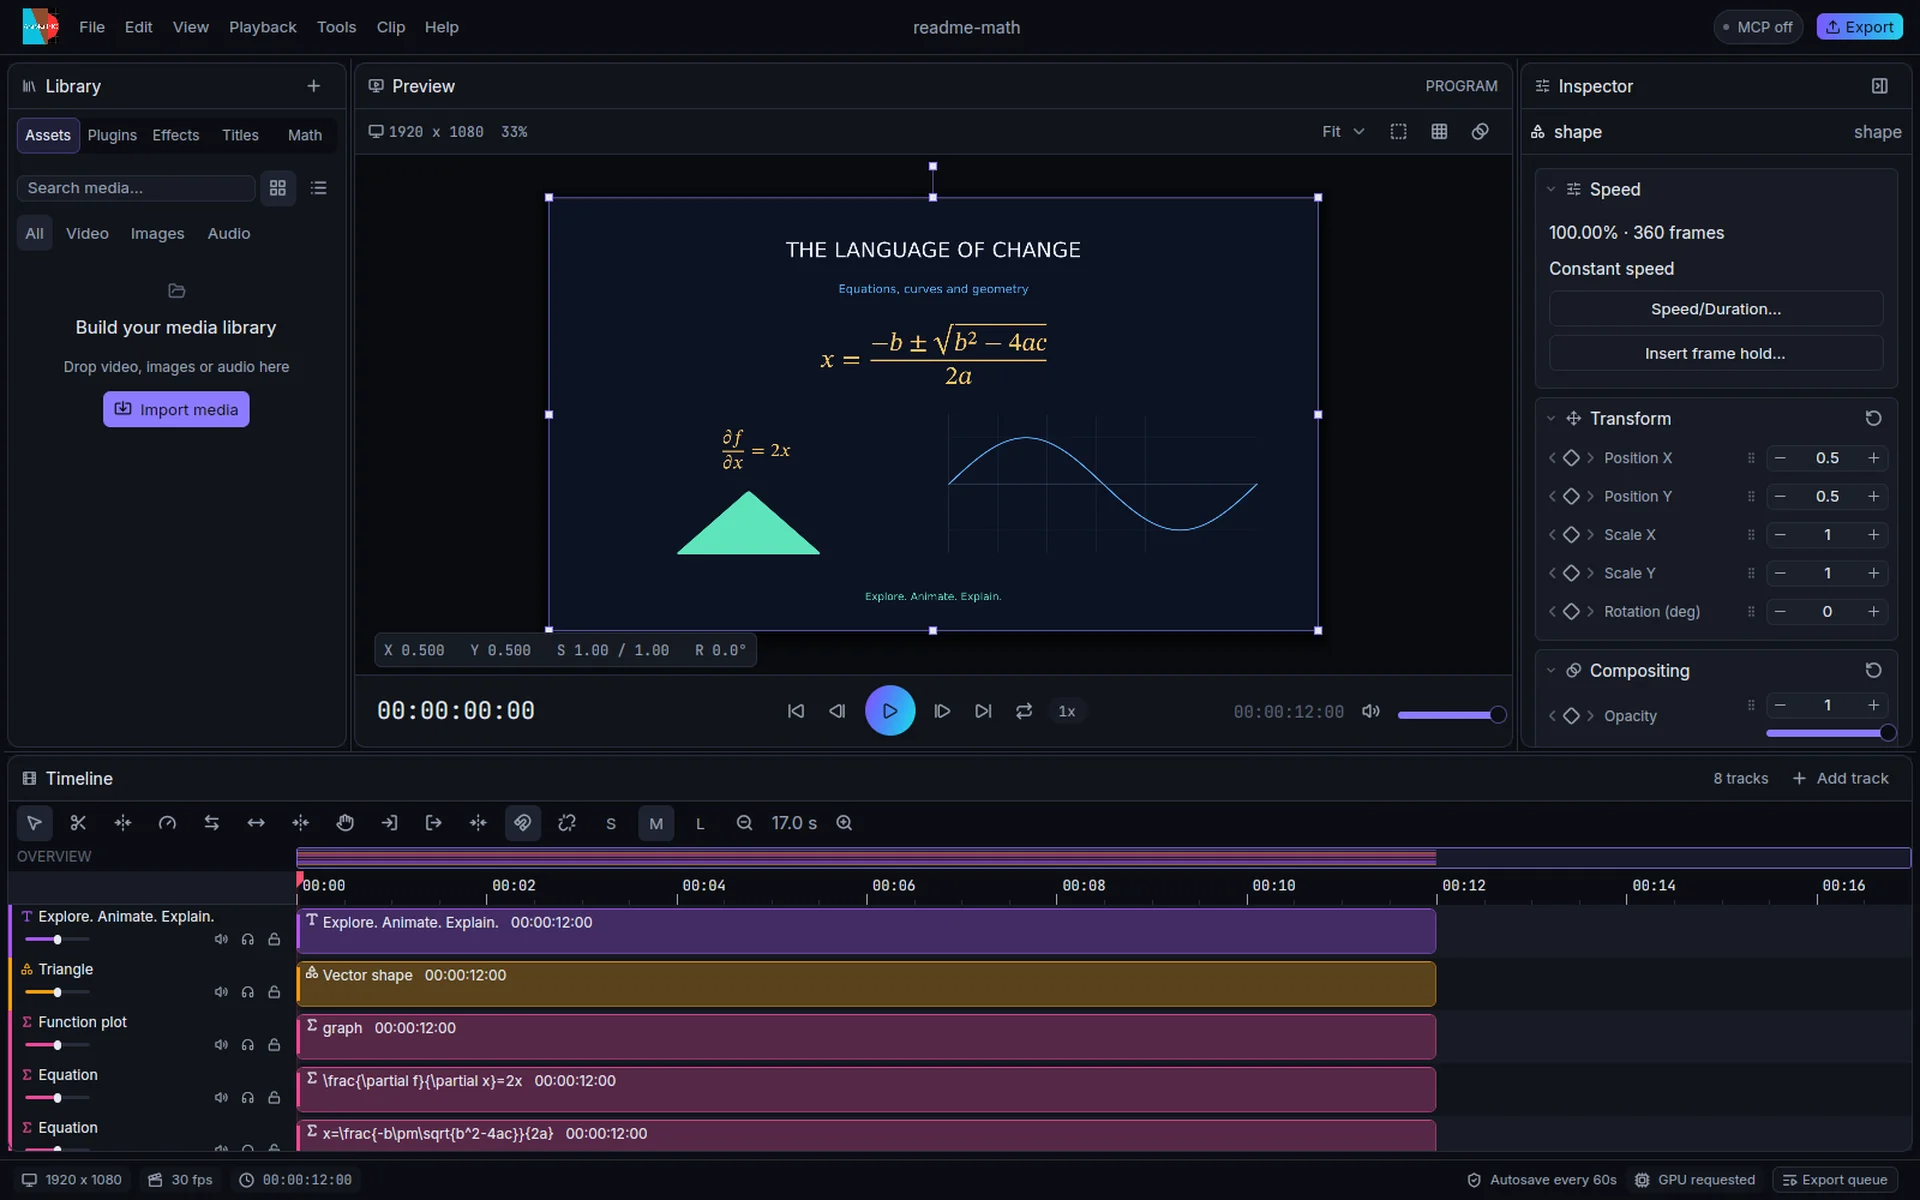 File Edit View Playback Tools Clip Help
readme-math
MCP off
Export
Library
Assets Plugins Effects Titles Math
Search media...
All Video Images Audio
Build your media library
Drop video, images or audio here
Import media
Preview
PROGRAM
1920 x 1080 33%
Fit
THE LANGUAGE OF CHANGE
Equations, curves and geometry
x = −b ± √b² − 4ac
2a
∂f
∂x = 2x
Explore. Animate. Explain.
X 0.500 Y 0.500 S 1.00 / 1.00 R 0.0°
00:00:00:00
1x
00:00:12:00
Inspector
shape
shape
Speed
100.00% · 360 frames
Constant speed
Speed/Duration...
Insert frame hold...
Transform
Position X 0.5
Position Y 0.5
Scale X 1
Scale Y 1
Rotation (deg) 0
Compositing
Opacity 1
Timeline
8 tracks
Add track
S M L 17.0 s
OVERVIEW
00:00 00:02 00:04 00:06 00:08 00:10 00:12 00:14 00:16
Explore. Animate. Explain.
Explore. Animate. Explain. 00:00:12:00
Triangle
Vector shape 00:00:12:00
Function plot
graph 00:00:12:00
Equation
\frac{\partial f}{\partial x}=2x 00:00:12:00
Equation
x=\frac{-b\pm\sqrt{b^2-4ac}}{2a} 00:00:12:00
1920 x 1080 30 fps 00:00:12:00
Autosave every 60s GPU requested Export queue